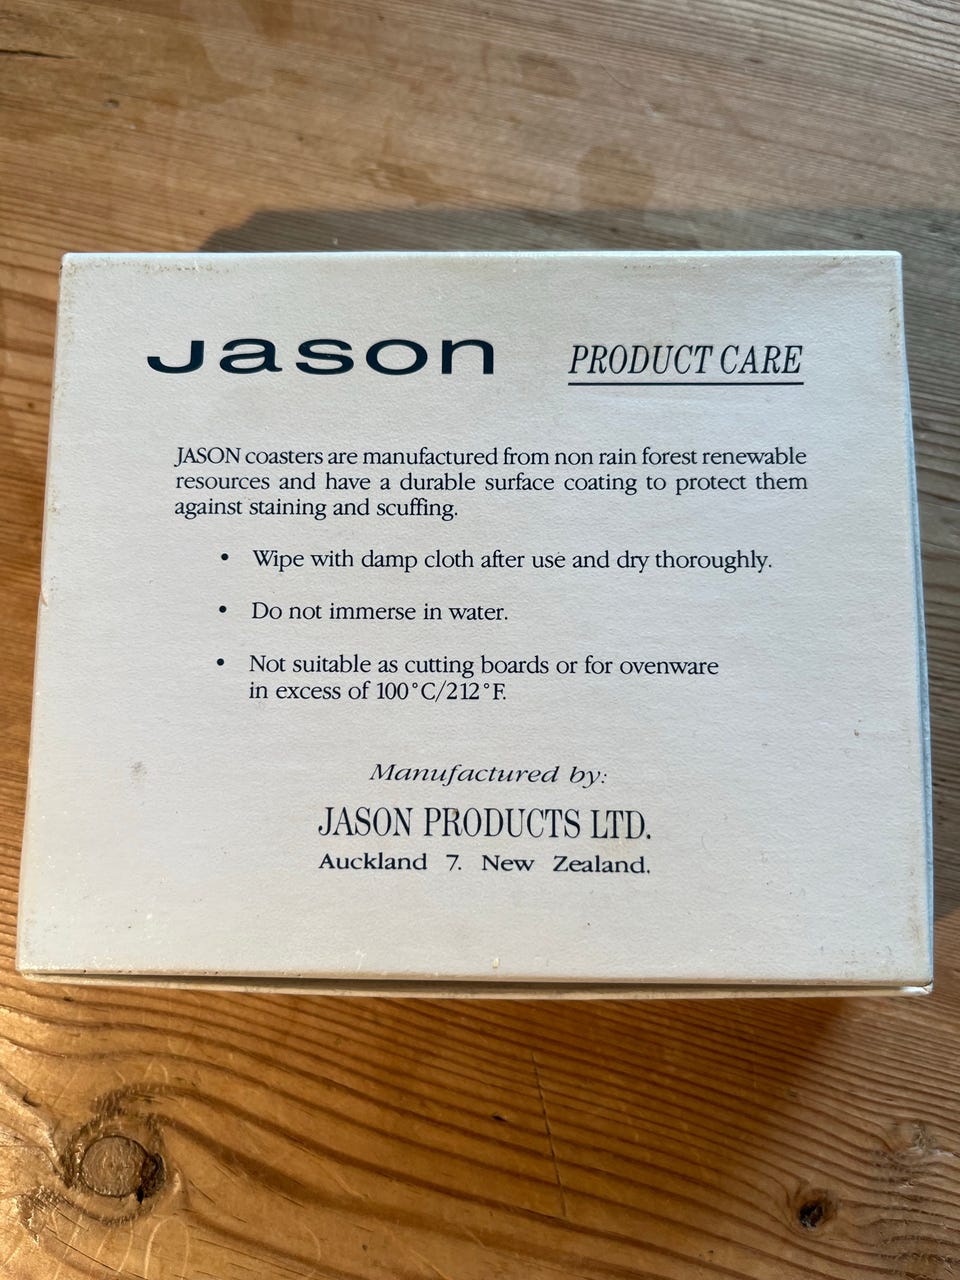 Jason PRODUCT CARE
JASON coasters are manufactured from non rain forest renewable
resources and have a durable surface coating to protect them
against staining and scuffing.
• Wipe with damp cloth after use and dry thoroughly.
• Do not immerse in water.
• Not suitable as cutting boards or for ovenware
in excess of 100°C/212°F.
Manufactured by:
JASON PRODUCTS LTD.
Auckland 7. New Zealand.